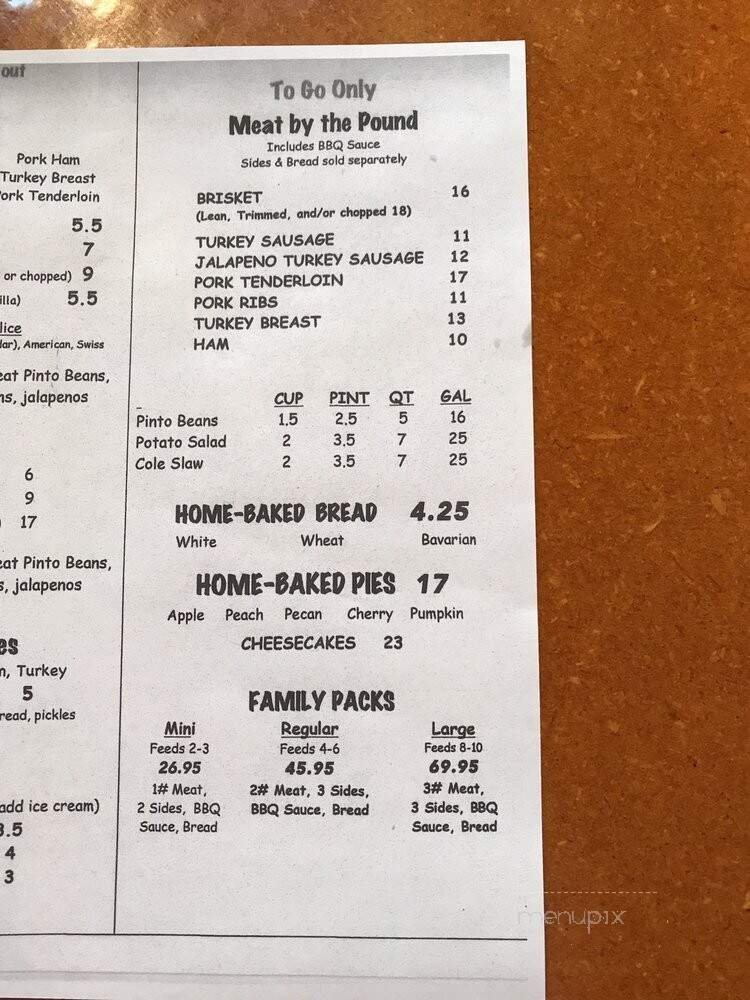 out
Pork Ham
Turkey Breast
Pork Tenderloin
5.5
7
or chopped) 9
illa) 5.5
lice
dar), American, Swiss
eat Pinto Beans,
ns, jalapenos
6
9
) 17
eat Pinto Beans,
s, jalapenos
es
n, Turkey
5
read, pickles
add ice cream)
3.5
4
3
To Go Only
Meat by the Pound
Includes BBQ Sauce
Sides & Bread sold separately
BRISKET 16
(Lean, Trimmed, and/or chopped 18)
TURKEY SAUSAGE 11
JALAPENO TURKEY SAUSAGE 12
PORK TENDERLOIN 17
PORK RIBS 11
TURKEY BREAST 13
HAM 10
CUP PINT QT GAL
Pinto Beans 1.5 2.5 5 16
Potato Salad 2 3.5 7 25
Cole Slaw 2 3.5 7 25
HOME-BAKED BREAD 4.25
White Wheat Bavarian
HOME-BAKED PIES 17
Apple Peach Pecan Cherry Pumpkin
CHEESECAKES 23
FAMILY PACKS
Mini
Feeds 2-3
26.95
1# Meat,
2 Sides, BBQ
Sauce, Bread
Regular
Feeds 4-6
45.95
2# Meat, 3 Sides,
BBQ Sauce, Bread
Large
Feeds 8-10
69.95
3# Meat,
3 Sides, BBQ
Sauce, Bread
menupix